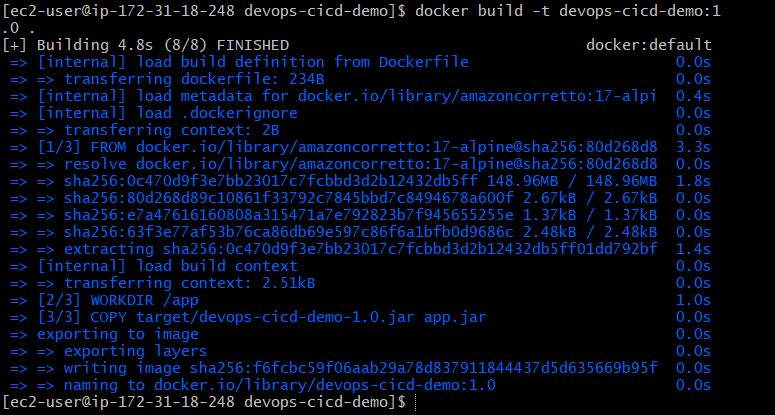 [ec2-user@ip-172-31-18-248 devops-cicd-demo]$ docker build -t devops-cicd-demo:1
.0 .
[+] Building 4.8s (8/8) FINISHED docker:default
=> [internal] load build definition from Dockerfile 0.0s
=> => transferring dockerfile: 234B 0.0s
=> [internal] load metadata for docker.io/library/amazoncorretto:17-alpi 0.4s
=> [internal] load .dockerignore 0.0s
=> => transferring context: 2B 0.0s
=> [1/3] FROM docker.io/library/amazoncorretto:17-alpine@sha256:80d268d8 3.3s
=> => resolve docker.io/library/amazoncorretto:17-alpine@sha256:80d268d8 0.0s
=> => sha256:0c470d9f3e7bb23017c7fcbbd3d2b12432db5ff 148.96MB / 148.96MB 1.8s
=> => sha256:80d268d89c10861f33792c7845bbd7c8494678a600f 2.67kB / 2.67kB 0.0s
=> => sha256:e7a47616160808a315471a7e792823b7f945655255e 1.37kB / 1.37kB 0.0s
=> => sha256:63f3e77af53b76ca86db69e597c86f6a1bfb0d9686c 2.48kB / 2.48kB 0.0s
=> => extracting sha256:0c470d9f3e7bb23017c7fcbbd3d2b12432db5ff01dd792bf 1.4s
=> [internal] load build context 0.0s
=> => transferring context: 2.51kB 0.0s
=> [2/3] WORKDIR /app 1.0s
=> [3/3] COPY target/devops-cicd-demo-1.0.jar app.jar 0.0s
=> exporting to image 0.0s
=> => exporting layers 0.0s
=> => writing image sha256:f6fcbc59f06aab29a78d837911844437d5d635669b95f 0.0s
=> => naming to docker.io/library/devops-cicd-demo:1.0 0.0s
[ec2-user@ip-172-31-18-248 devops-cicd-demo]$